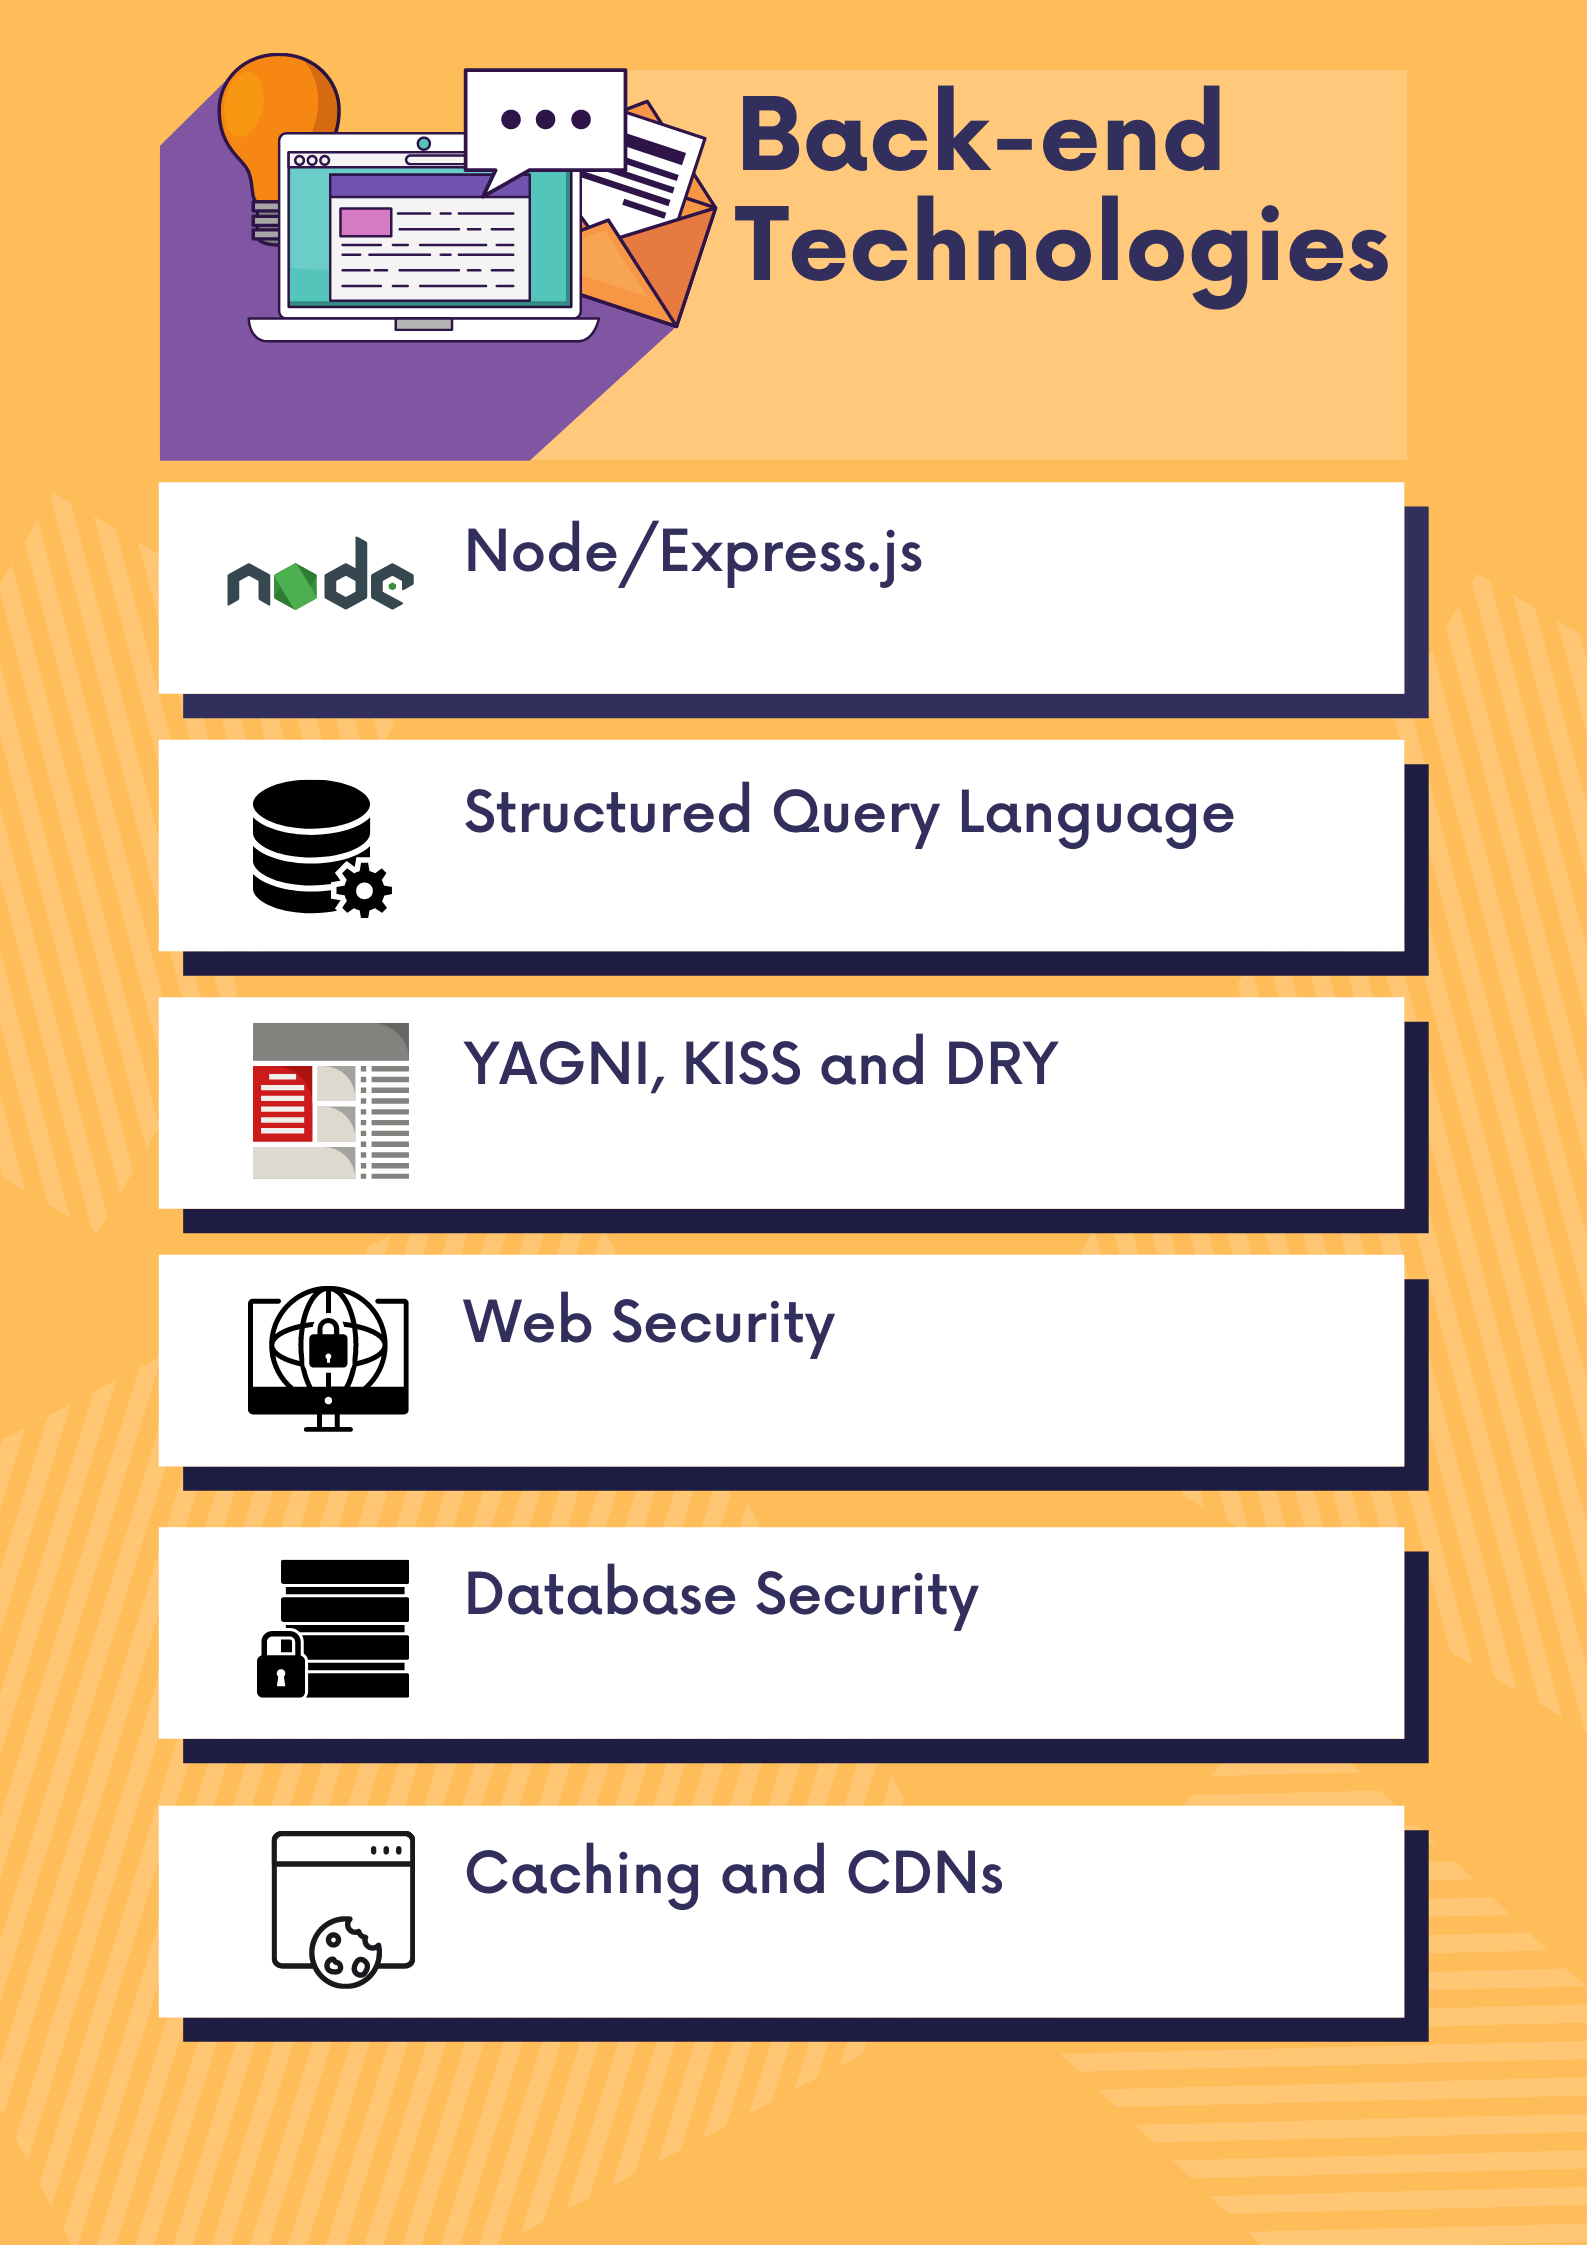 Back-end
Technologies
node
Node/Express.js
Structured Query Language
YAGNI, KISS and DRY
Web Security
Database Security
Caching and CDNs